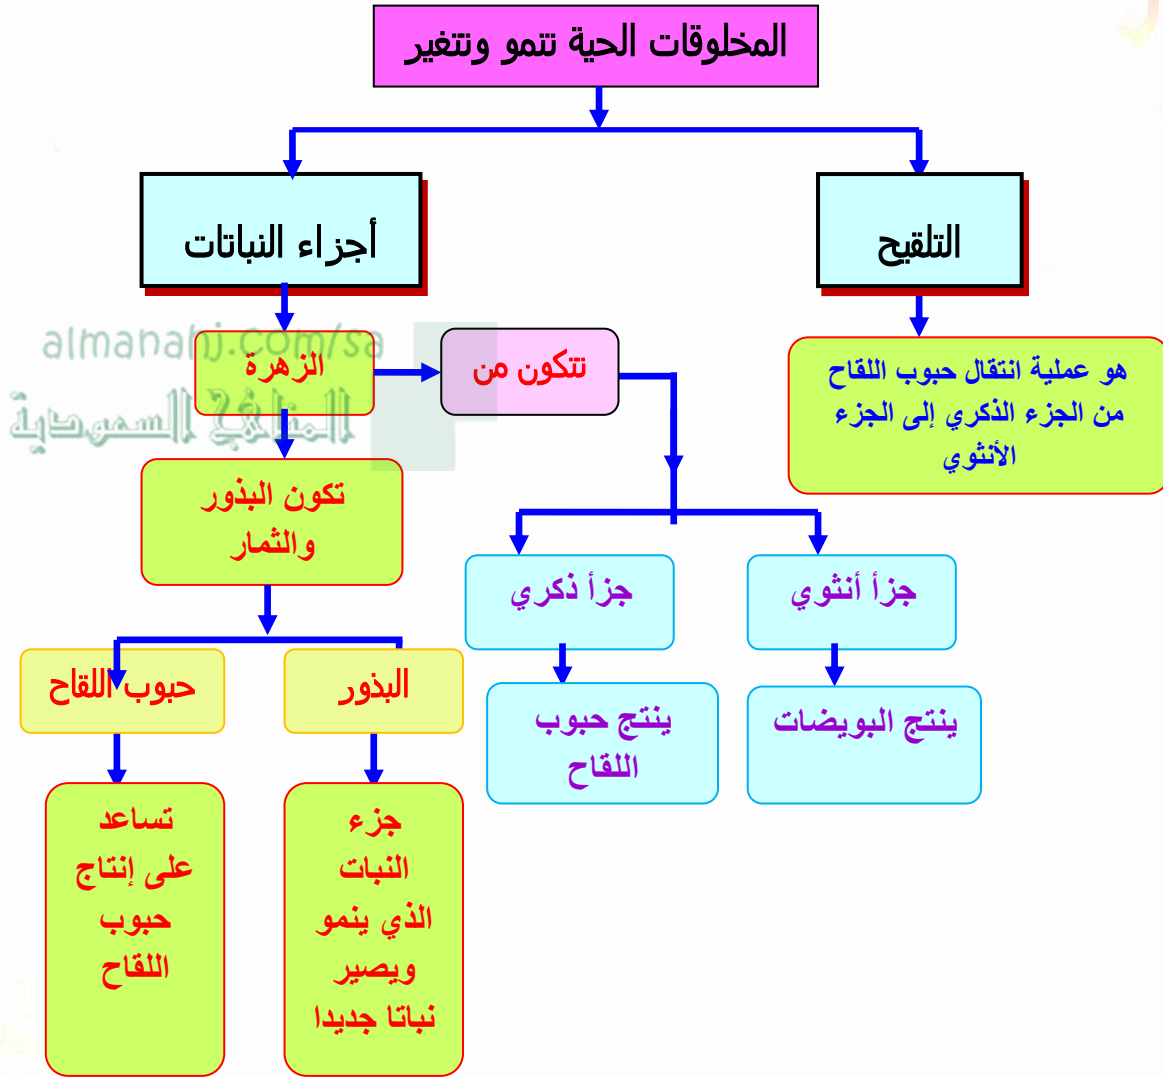 المخلوقات الحية تتمو وتتغير
التلقيح
أجزاء النباتات
هو عملية انتقال حبوب اللقاح
من الجزء الذكري إلى الجزء
الأنثوي
almanahj.com/sa
المناهج السعودية
الزهرة
تتكون من
تكون البذور
والثمار
جزأ أنثوي
جزأ ذكري
ينتج البويضات
ينتج حبوب
اللقاح
البذور
حبوب اللقاح
جزء
النبات
الذي ينمو
ويصير
نباتا جديدا
تساعد
على إنتاج
حبوب
اللقاح